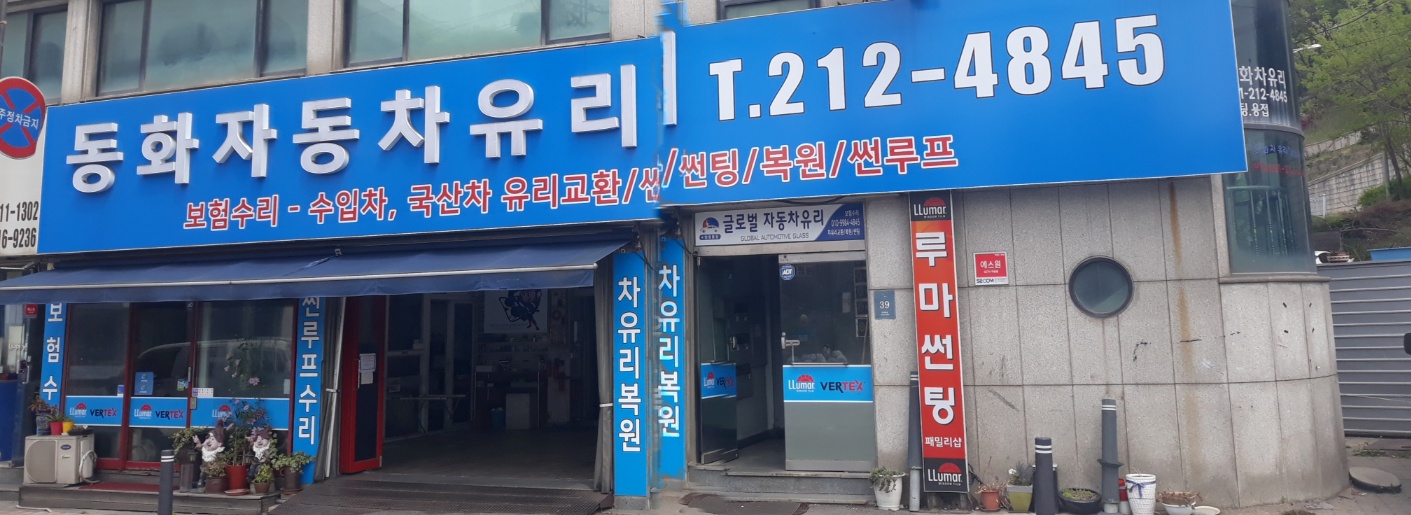 동화자동차유리
T.212-4845
보험수리 - 수입차, 국산차 유리교환/썬/썬팅/복원/썬루프
주정차금지
11-1302
6-9236
화차유리
1-212-4845
팅.용접
글로벌 자동차유리
GLOBAL AUTOMOTIVE GLASS
보험수리
보험수
썬루프수리
차유리복원
차유리복원
LLumar
루마썬팅
패밀리샵
LLumar
에스원
SECOM
39
ADT
LLumar VERTEX
LLumar VERTEX
LLumar
LLumar VERTEX